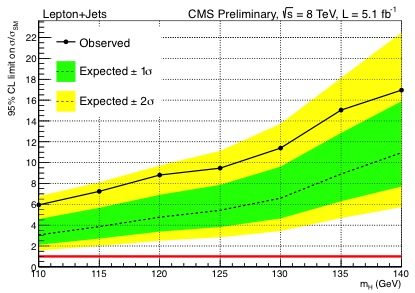 Lepton+Jets
CMS Preliminary, √s = 8 TeV, L = 5.1 fb⁻¹
95% CL limit on σ/σSM
Observed
Expected ± 1σ
Expected ± 2σ
22
20
18
16
14
12
10
8
6
4
2
0
110 115 120 125 130 135 140
mH (GeV)